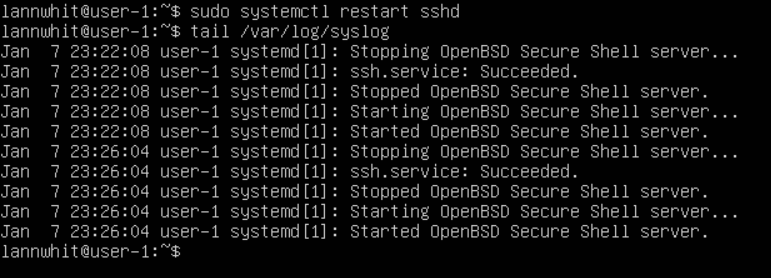 lannwhit@user-1:~$ sudo systemctl restart sshd
lannwhit@user-1:~$ tail /var/log/syslog
Jan  7 23:22:08 user-1 systemd[1]: Stopping OpenBSD Secure Shell server...
Jan  7 23:22:08 user-1 systemd[1]: ssh.service: Succeeded.
Jan  7 23:22:08 user-1 systemd[1]: Stopped OpenBSD Secure Shell server.
Jan  7 23:22:08 user-1 systemd[1]: Starting OpenBSD Secure Shell server...
Jan  7 23:22:08 user-1 systemd[1]: Started OpenBSD Secure Shell server.
Jan  7 23:26:04 user-1 systemd[1]: Stopping OpenBSD Secure Shell server...
Jan  7 23:26:04 user-1 systemd[1]: ssh.service: Succeeded.
Jan  7 23:26:04 user-1 systemd[1]: Stopped OpenBSD Secure Shell server.
Jan  7 23:26:04 user-1 systemd[1]: Starting OpenBSD Secure Shell server...
Jan  7 23:26:04 user-1 systemd[1]: Started OpenBSD Secure Shell server.
lannwhit@user-1:~$